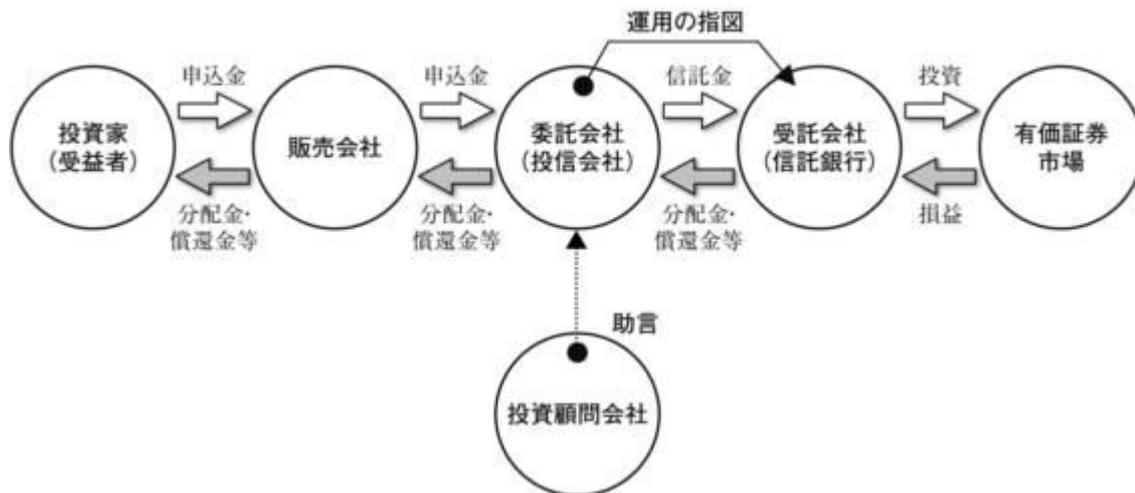 運用の指図
申込金
申込金
信託金
投資
投資家
（受益者）
販売会社
委託会社
（投信会社）
受託会社
（信託銀行）
有価証券
市場
分配金・
償還金等
分配金・
償還金等
分配金・
償還金等
損益
助言
投資顧問会社